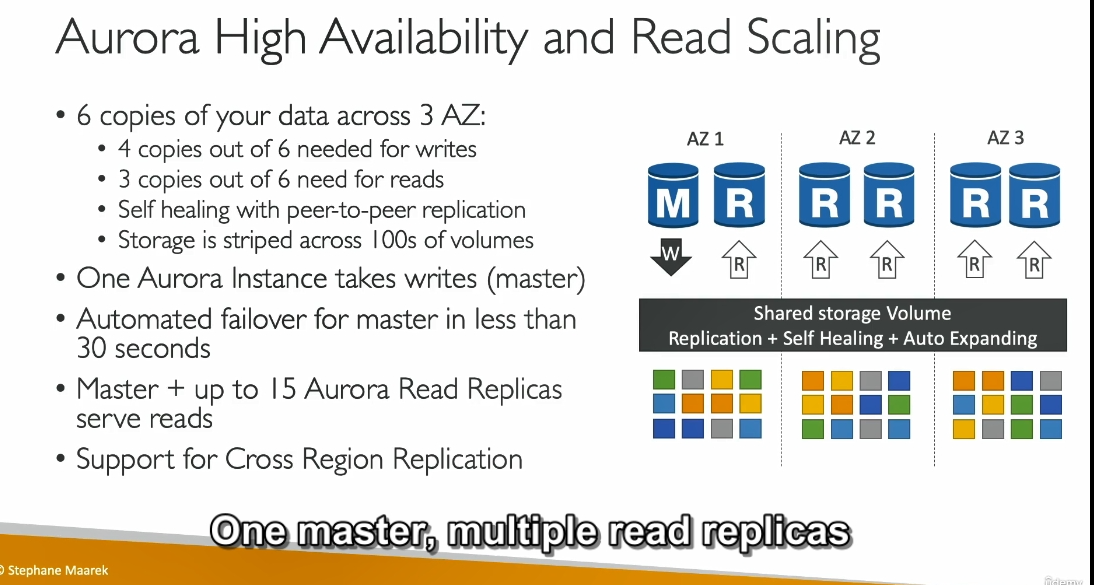 Aurora High Availability and Read Scaling
• 6 copies of your data across 3 AZ:
• 4 copies out of 6 needed for writes
• 3 copies out of 6 need for reads
• Self healing with peer-to-peer replication
• Storage is striped across 100s of volumes
• One Aurora Instance takes writes (master)
• Automated failover for master in less than
30 seconds
• Master + up to 15 Aurora Read Replicas
serve reads
• Support for Cross Region Replication
AZ 1 AZ 2 AZ 3
M R R R R R
W R R R R R
Shared storage Volume
Replication + Self Healing + Auto Expanding
One master, multiple read replicas
© Stephane Maarek
Udemy